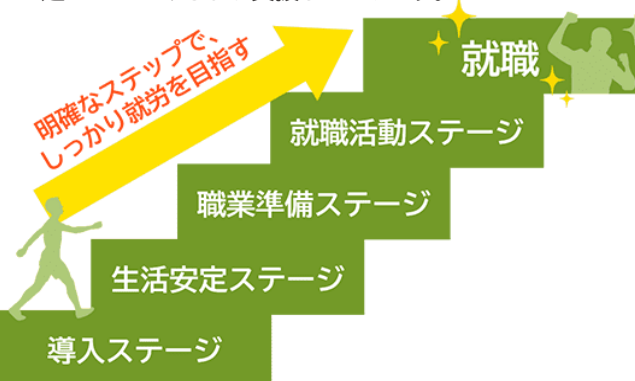 明確なステップで、
しっかり就労を目指す
就職
就職活動ステージ
職業準備ステージ
生活安定ステージ
導入ステージ